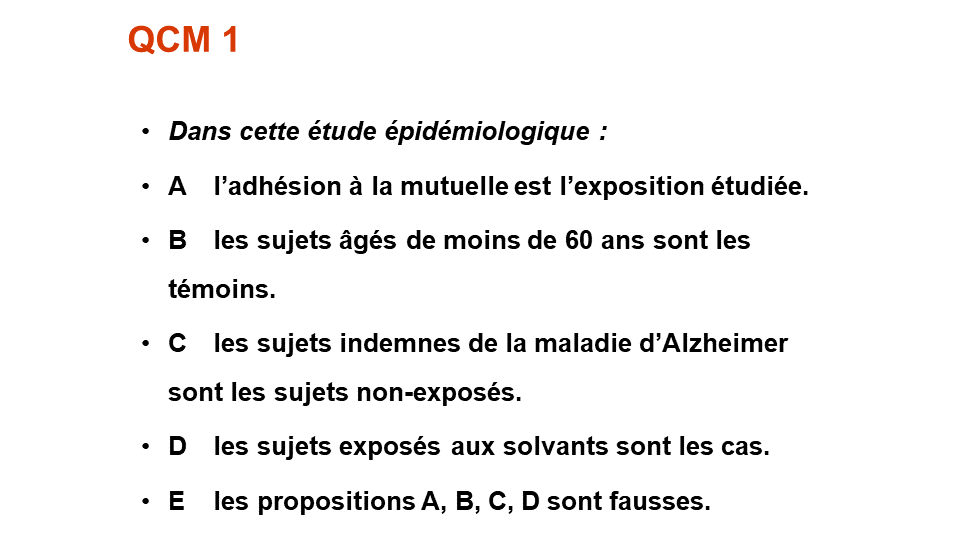 QCM 1
• Dans cette étude épidémiologique :
• A l’adhésion à la mutuelle est l’exposition étudiée.
• B les sujets âgés de moins de 60 ans sont les
témoins.
• C les sujets indemnes de la maladie d’Alzheimer
sont les sujets non-exposés.
• D les sujets exposés aux solvants sont les cas.
• E les propositions A, B, C, D sont fausses.